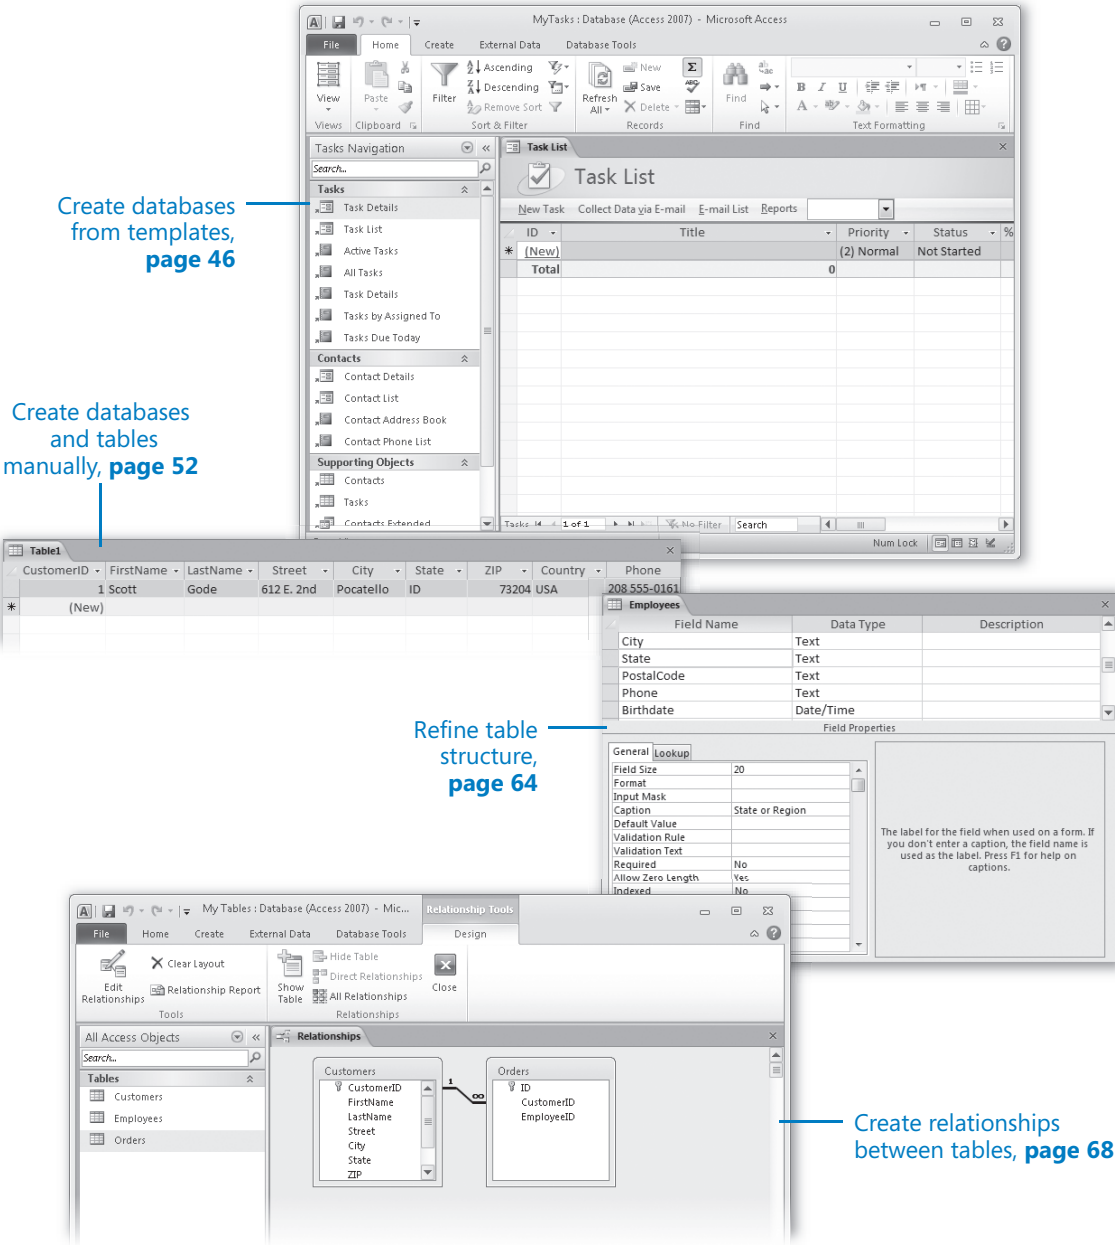 MyTasks : Database (Access 2007) - Microsoft Access
File Home Create External Data Database Tools
View
Paste
Filter
Ascending
Descending
Remove Sort
Refresh
All
New
Save
Delete
Find
B I U
A
Views Clipboard Sort & Filter Records Find Text Formatting
Tasks Navigation
Search...
Tasks
Task Details
Task List
Active Tasks
All Tasks
Task Details
Tasks by Assigned To
Tasks Due Today
Contacts
Contact Details
Contact List
Contact Address Book
Contact Phone List
Supporting Objects
Contacts
Tasks
Contacts Extended
Task List
Task List
New Task Collect Data via E-mail E-mail List Reports
ID Title Priority Status %
(New) (2) Normal Not Started
Total 0
Tasks 1 of 1 No Filter Search
Num Lock
Create databases
from templates,
page 46
Create databases
and tables
manually, page 52
Table1
CustomerID FirstName LastName Street City State ZIP Country Phone
1 Scott Gode 612 E. 2nd Pocatello ID 73204 USA 208 555-0161
(New)
Employees
Field Name Data Type Description
City Text
State Text
PostalCode Text
Phone Text
Birthdate Date/Time
Field Properties
General Lookup
Field Size 20
Format
Input Mask
Caption State or Region
Default Value
Validation Rule
Validation Text
Required No
Allow Zero Length Yes
Indexed No
The label for the field when used on a form. If
you don't enter a caption, the field name is
used as the label. Press F1 for help on
captions.
Refine table
structure,
page 64
My Tables : Database (Access 2007) - Mic... Relationship Tools
File Home Create External Data Database Tools Design
Edit
Relationships
Clear Layout
Relationship Report
Tools
Show
Table
Hide Table
Direct Relationships
All Relationships
Close
Relationships
All Access Objects
Search...
Tables
Customers
Employees
Orders
Relationships
Customers
CustomerID
FirstName
LastName
Street
City
State
ZIP
1 ∞
Orders
ID
CustomerID
EmployeeID
Create relationships
between tables, page 68